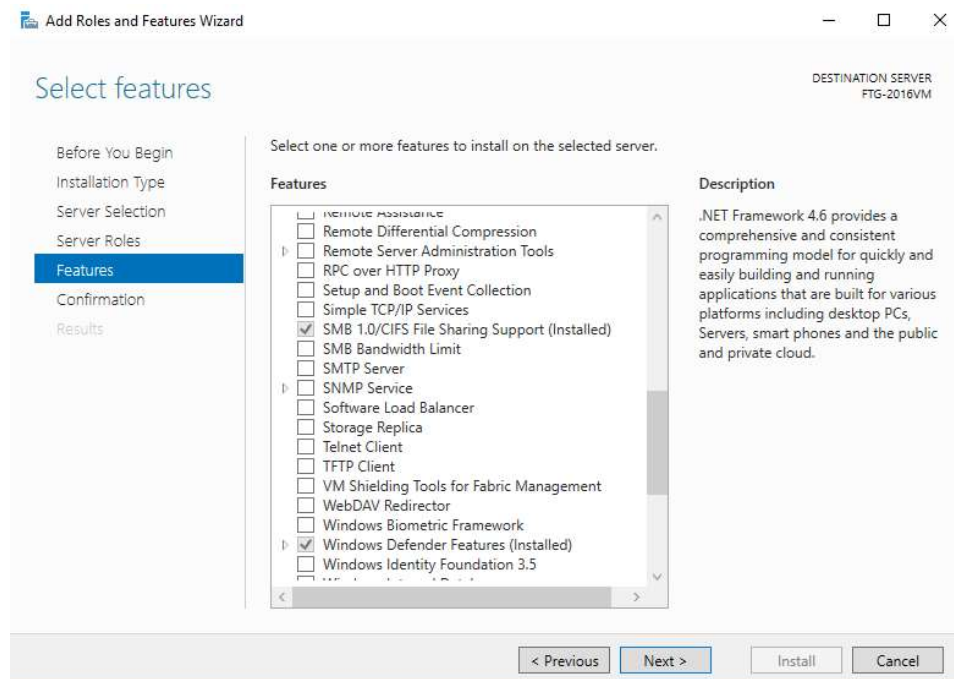 Add Roles and Features Wizard
Select features
DESTINATION SERVER
FTG-2016VM
Before You Begin
Installation Type
Server Selection
Server Roles
Features
Confirmation
Results
Select one or more features to install on the selected server.
Features
Remote Assistance
Remote Differential Compression
Remote Server Administration Tools
RPC over HTTP Proxy
Setup and Boot Event Collection
Simple TCP/IP Services
SMB 1.0/CIFS File Sharing Support (Installed)
SMB Bandwidth Limit
SMTP Server
SNMP Service
Software Load Balancer
Storage Replica
Telnet Client
TFTP Client
VM Shielding Tools for Fabric Management
WebDAV Redirector
Windows Biometric Framework
Windows Defender Features (Installed)
Windows Identity Foundation 3.5
Description
.NET Framework 4.6 provides a
comprehensive and consistent
programming model for quickly and
easily building and running
applications that are built for various
platforms including desktop PCs,
Servers, smart phones and the public
and private cloud.
< Previous
Next >
Install
Cancel